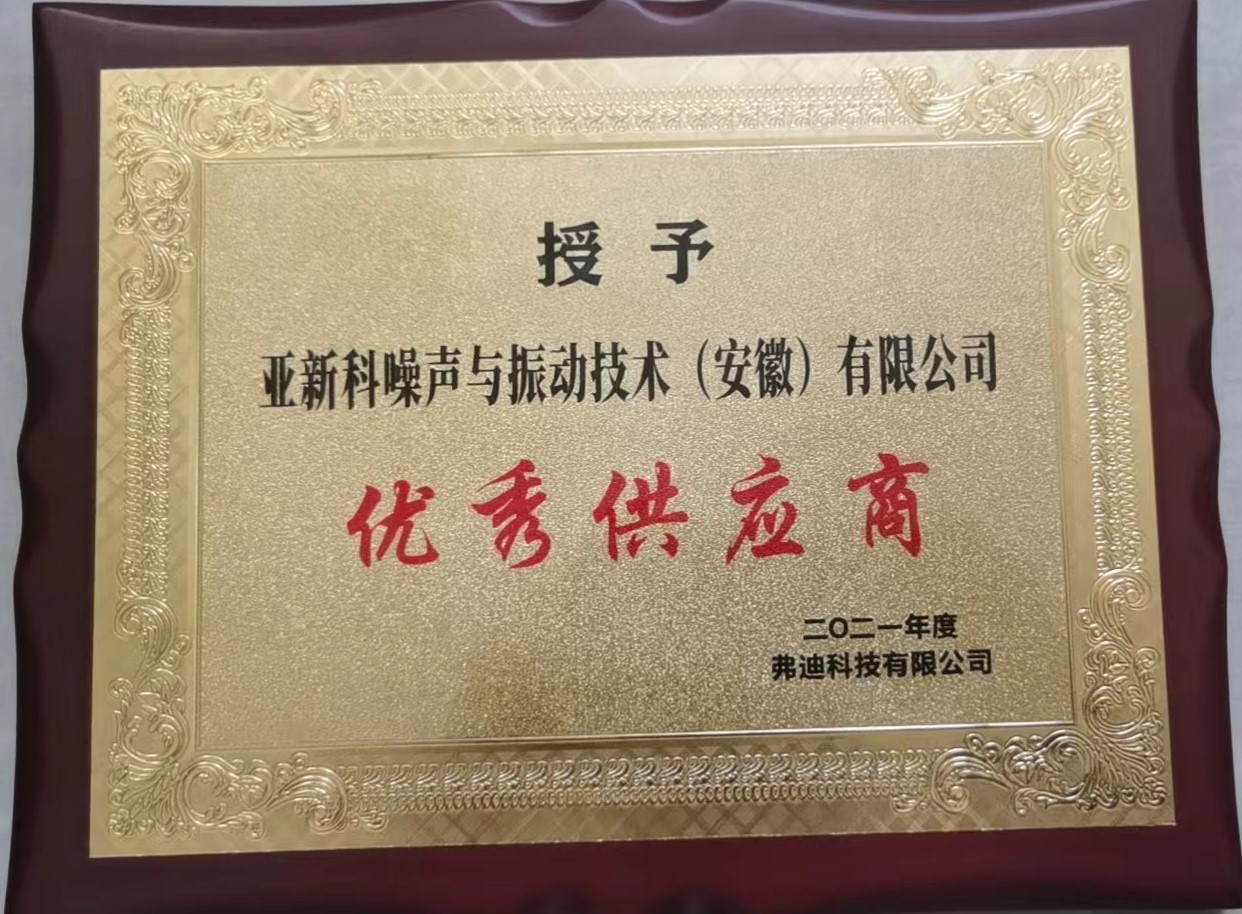 授予
亚新科噪声与振动技术（安徽）有限公司
优秀供应商
二〇二一年度
弗迪科技有限公司